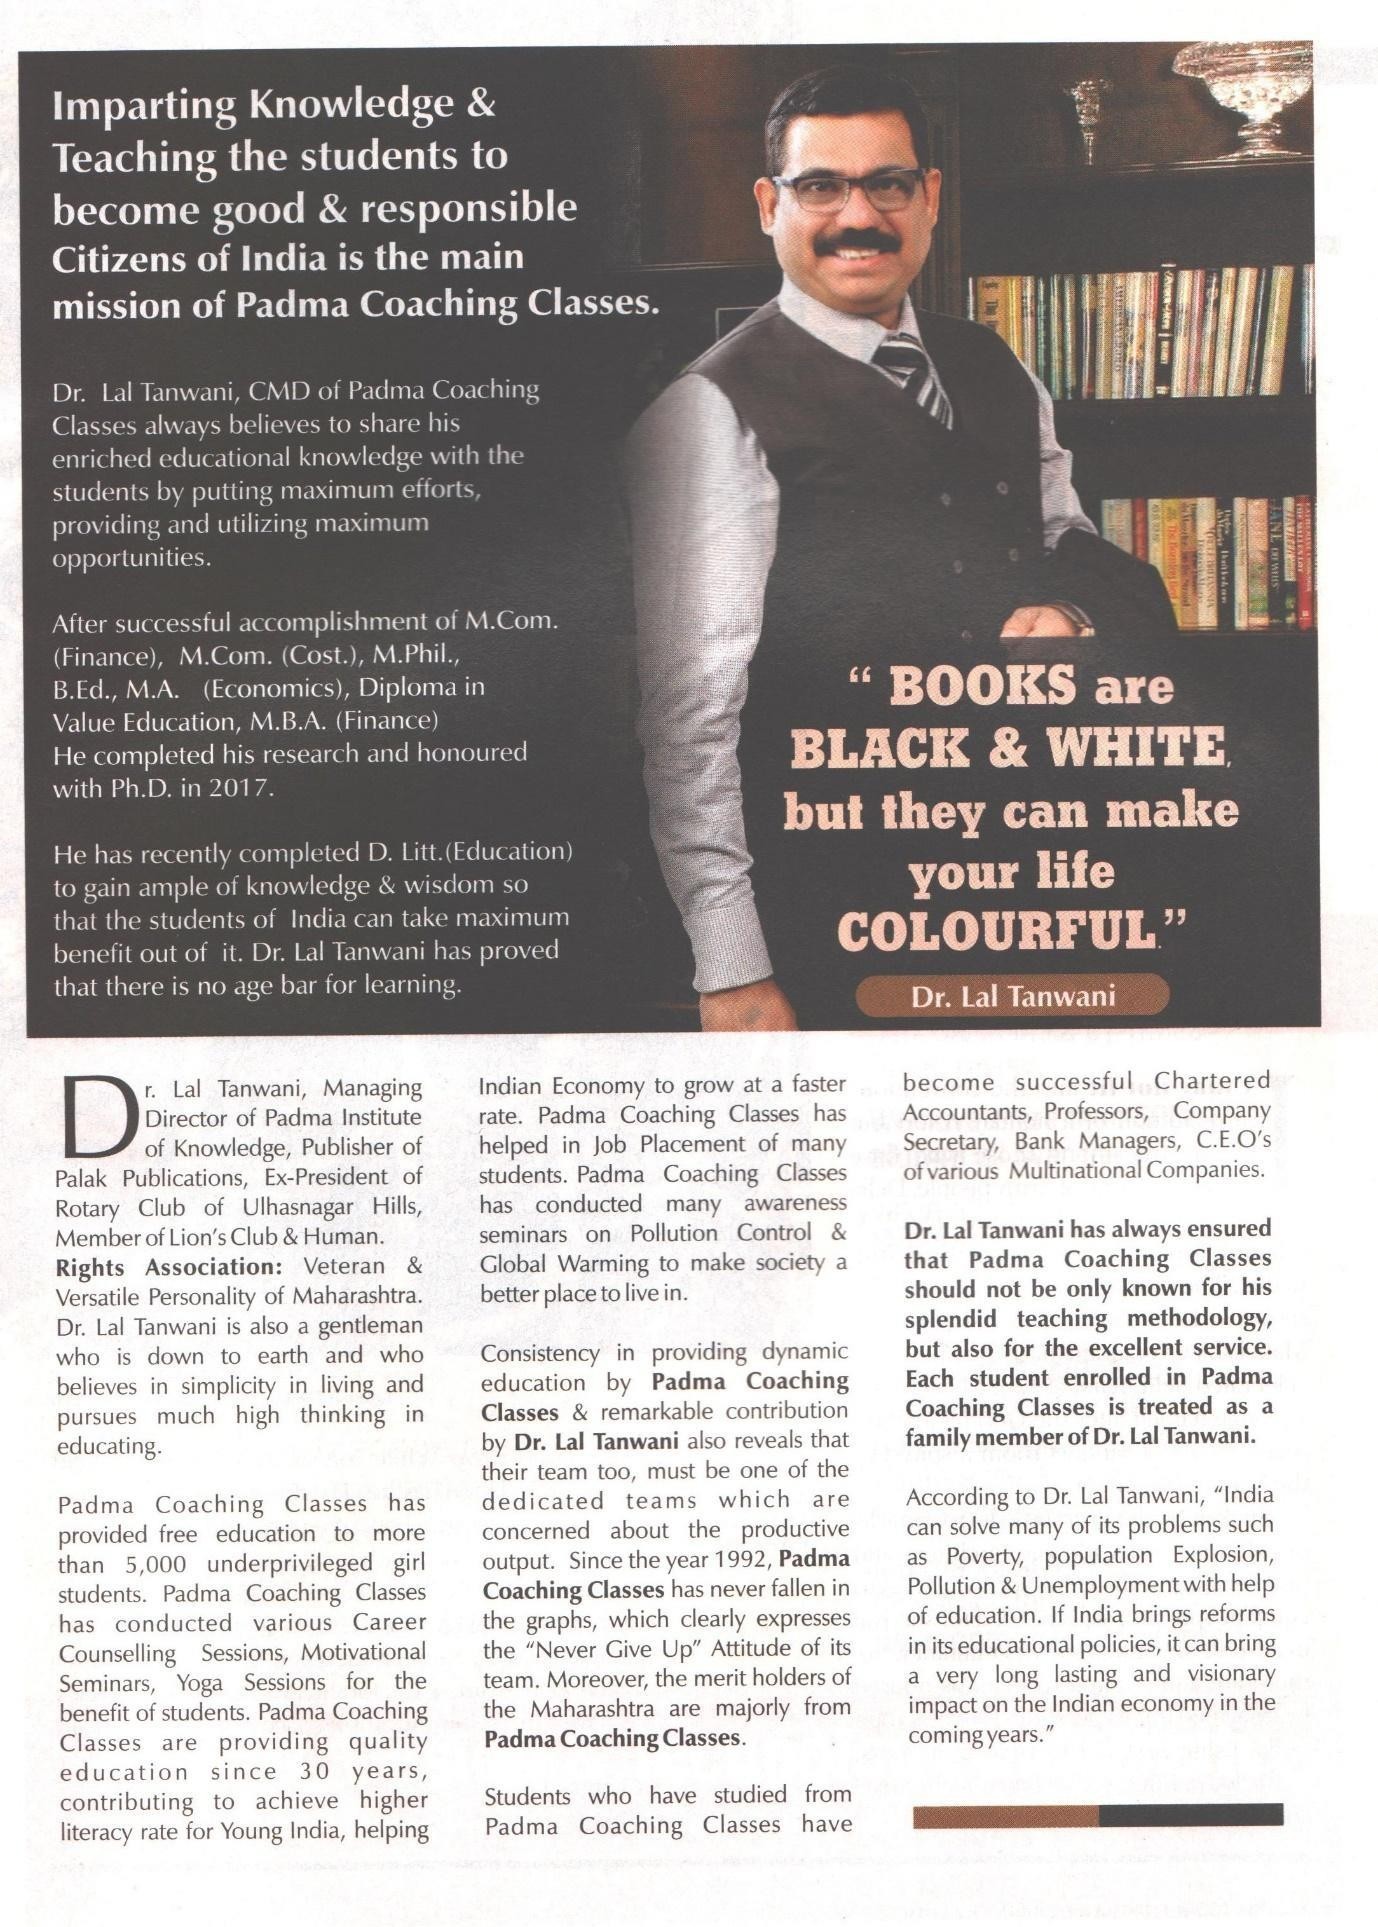 Imparting Knowledge &
Teaching the students to
become good & responsible
Citizens of India is the main
mission of Padma Coaching Classes.
Dr. Lal Tanwani, CMD of Padma Coaching
Classes always believes to share his
enriched educational knowledge with the
students by putting maximum efforts,
providing and utilizing maximum
opportunities.
After successful accomplishment of M.Com.
(Finance), M.Com. (Cost.), M.Phil.,
B.Ed., M.A. (Economics), Diploma in
Value Education, M.B.A. (Finance)
He completed his research and honoured
with Ph.D. in 2017.
He has recently completed D. Litt.(Education)
to gain ample of knowledge & wisdom so
that the students of India can take maximum
benefit out of it. Dr. Lal Tanwani has proved
that there is no age bar for learning.
“ BOOKS are
BLACK & WHITE,
but they can make
your life
COLOURFUL.”
Dr. Lal Tanwani
Dr. Lal Tanwani, Managing
Director of Padma Institute
of Knowledge, Publisher of
Palak Publications, Ex-President of
Rotary Club of Ulhasnagar Hills,
Member of Lion's Club & Human.
Rights Association: Veteran &
Versatile Personality of Maharashtra.
Dr. Lal Tanwani is also a gentleman
who is down to earth and who
believes in simplicity in living and
pursues much high thinking in
educating.
Padma Coaching Classes has
provided free education to more
than 5,000 underprivileged girl
students. Padma Coaching Classes
has conducted various Career
Counselling Sessions, Motivational
Seminars, Yoga Sessions for the
benefit of students. Padma Coaching
Classes are providing quality
education since 30 years,
contributing to achieve higher
literacy rate for Young India, helping
Indian Economy to grow at a faster
rate. Padma Coaching Classes has
helped in Job Placement of many
students. Padma Coaching Classes
has conducted many awareness
seminars on Pollution Control &
Global Warming to make society a
better place to live in.
Consistency in providing dynamic
education by Padma Coaching
Classes & remarkable contribution
by Dr. Lal Tanwani also reveals that
their team too, must be one of the
dedicated teams which are
concerned about the productive
output. Since the year 1992, Padma
Coaching Classes has never fallen in
the graphs, which clearly expresses
the “Never Give Up” Attitude of its
team. Moreover, the merit holders of
the Maharashtra are majorly from
Padma Coaching Classes.
Students who have studied from
Padma Coaching Classes have
become successful Chartered
Accountants, Professors, Company
Secretary, Bank Managers, C.E.O's
of various Multinational Companies.
Dr. Lal Tanwani has always ensured
that Padma Coaching Classes
should not be only known for his
splendid teaching methodology,
but also for the excellent service.
Each student enrolled in Padma
Coaching Classes is treated as a
family member of Dr. Lal Tanwani.
According to Dr. Lal Tanwani, “India
can solve many of its problems such
as Poverty, population Explosion,
Pollution & Unemployment with help
of education. If India brings reforms
in its educational policies, it can bring
a very long lasting and visionary
impact on the Indian economy in the
coming years.”